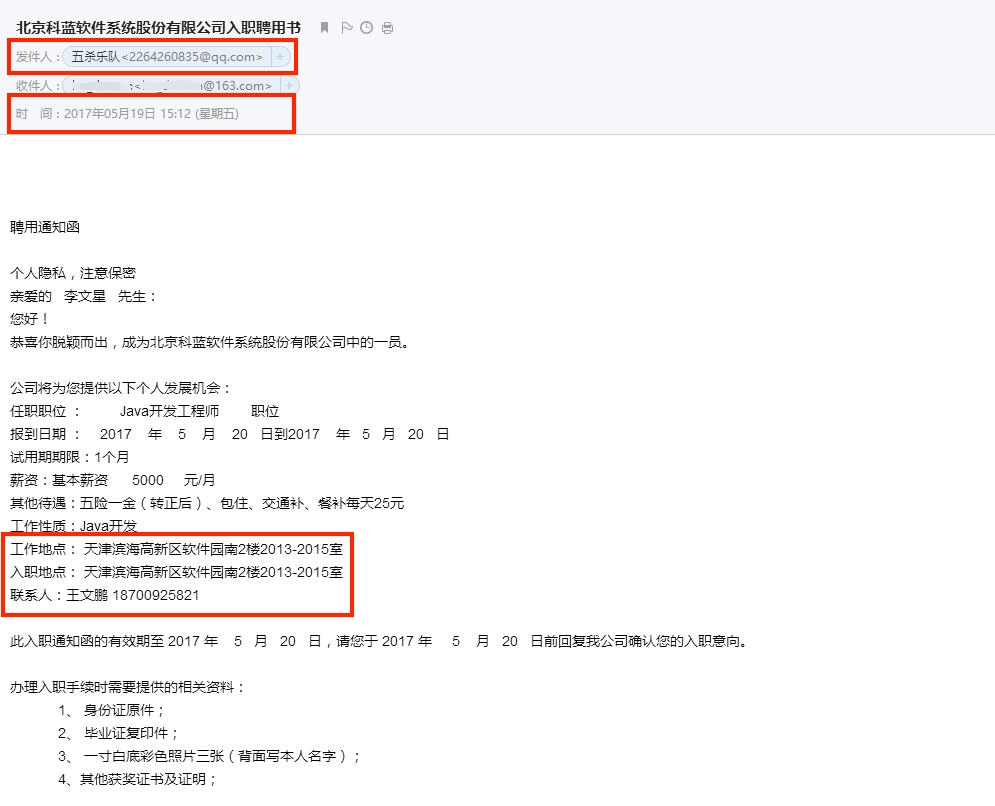 北京科蓝软件系统股份有限公司入职聘用书
发件人：五杀乐队<2264260835@qq.com> +
收件人： @163.com> +
时 间：2017年05月19日 15:12 (星期五)
聘用通知函
个人隐私，注意保密
亲爱的 李文星 先生：
您好！
恭喜你脱颖而出，成为北京科蓝软件系统股份有限公司中的一员。
公司将为您提供以下个人发展机会：
任职职位 ： Java开发工程师 职位
报到日期 ： 2017 年 5 月 20 日到2017 年 5 月 20 日
试用期期限：1个月
薪资：基本薪资 5000 元/月
其他待遇：五险一金（转正后）、包住、交通补、餐补每天25元
工作性质：Java开发
工作地点： 天津滨海高新区软件园南2楼2013-2015室
入职地点： 天津滨海高新区软件园南2楼2013-2015室
联系人：王文鹏 18700925821
此入职通知函的有效期至 2017 年 5 月 20 日，请您于 2017 年 5 月 20 日前回复我公司确认您的入职意向。
办理入职手续时需要提供的相关资料：
1、 身份证原件；
2、 毕业证复印件；
3、 一寸白底彩色照片三张（背面写本人名字）；
4、其他获奖证书及证明；